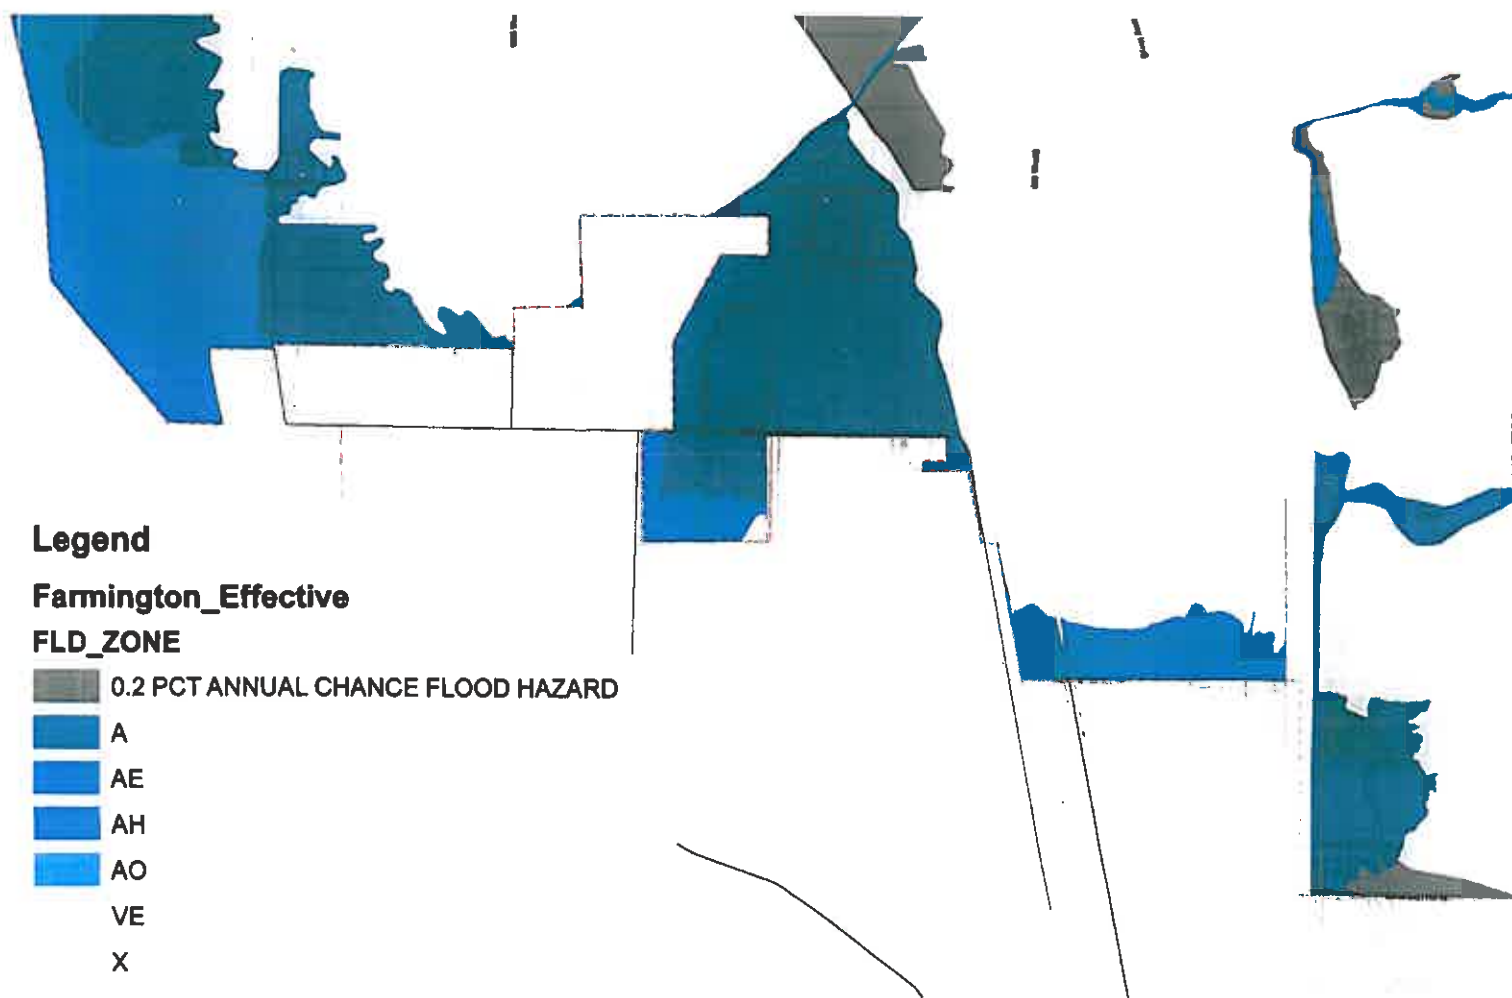 Legend
Farmington_Effective
FLD_ZONE
0.2 PCT ANNUAL CHANCE FLOOD HAZARD
A
AE
AH
AO
VE
X